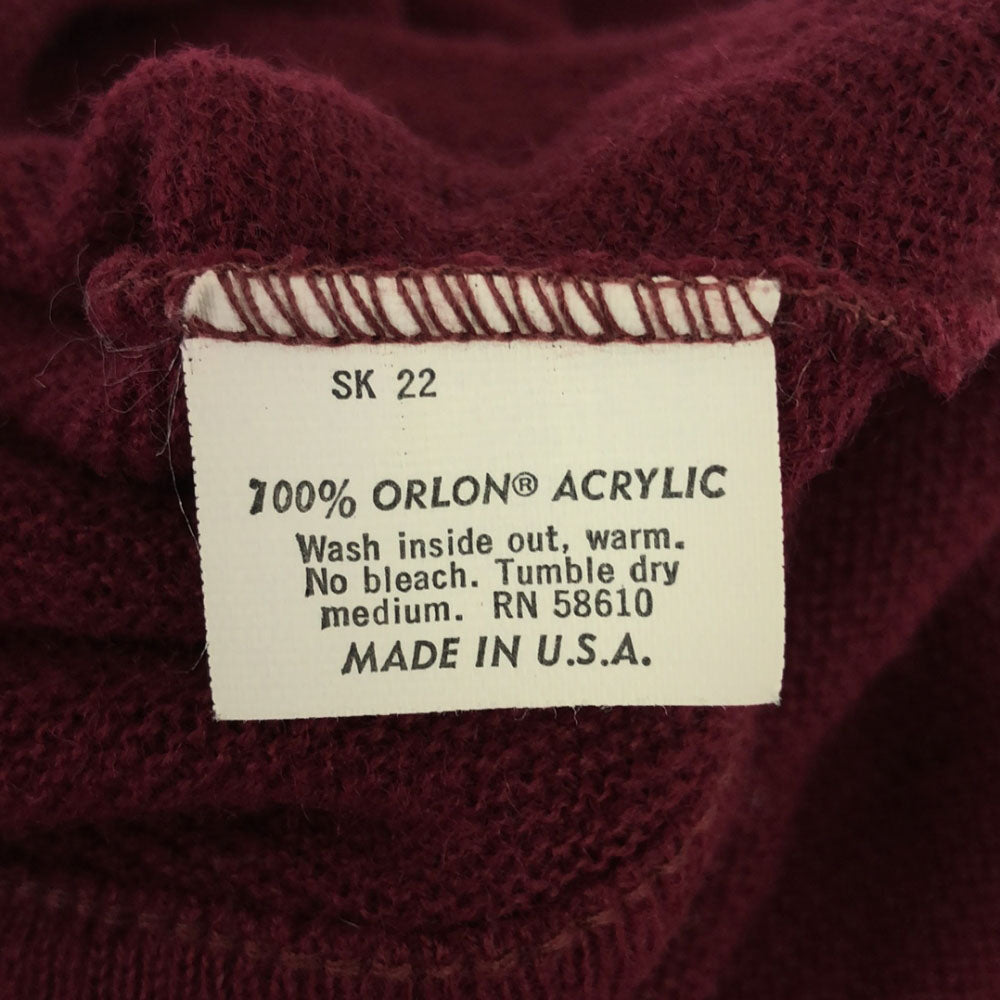 SK 22
100% ORLON® ACRYLIC
Wash inside out, warm.
No bleach. Tumble dry
medium. RN 58610
MADE IN U.S.A.